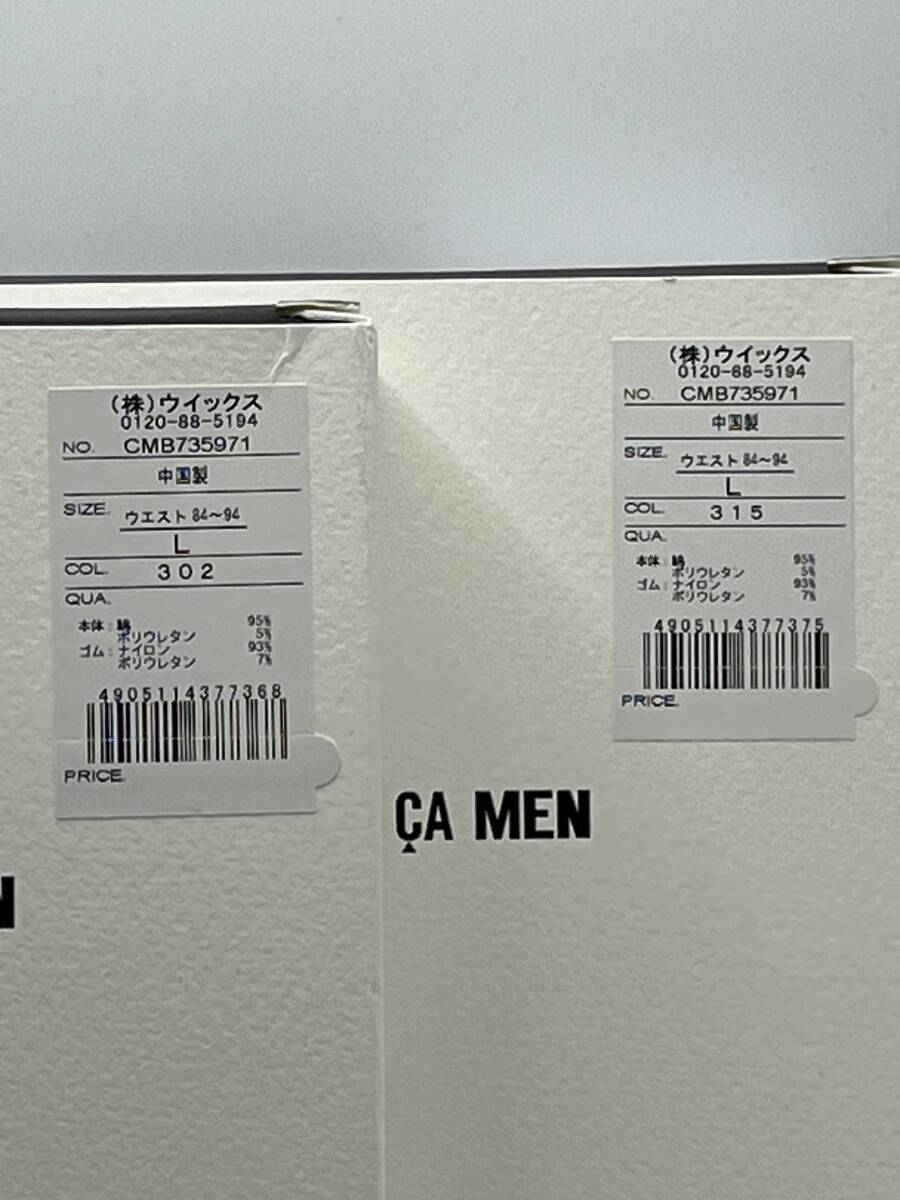 (株)ウイックス
0120-88-5194
NO. CMB735971
中国製
SIZE. ウエスト 84～94
L
COL. 302
QUA.
本体：綿 95%
ポリウレタン 5%
ゴム：ナイロン 93%
ポリウレタン 7%
4905114377368
PRICE.
N
(株)ウイックス
0120-88-5194
NO. CMB735971
中国製
SIZE. ウエスト 84～94
L
COL. 315
QUA.
本体：綿 95%
ポリウレタン 5%
ゴム：ナイロン 93%
ポリウレタン 7%
4905114377375
PRICE.
ÇA MEN